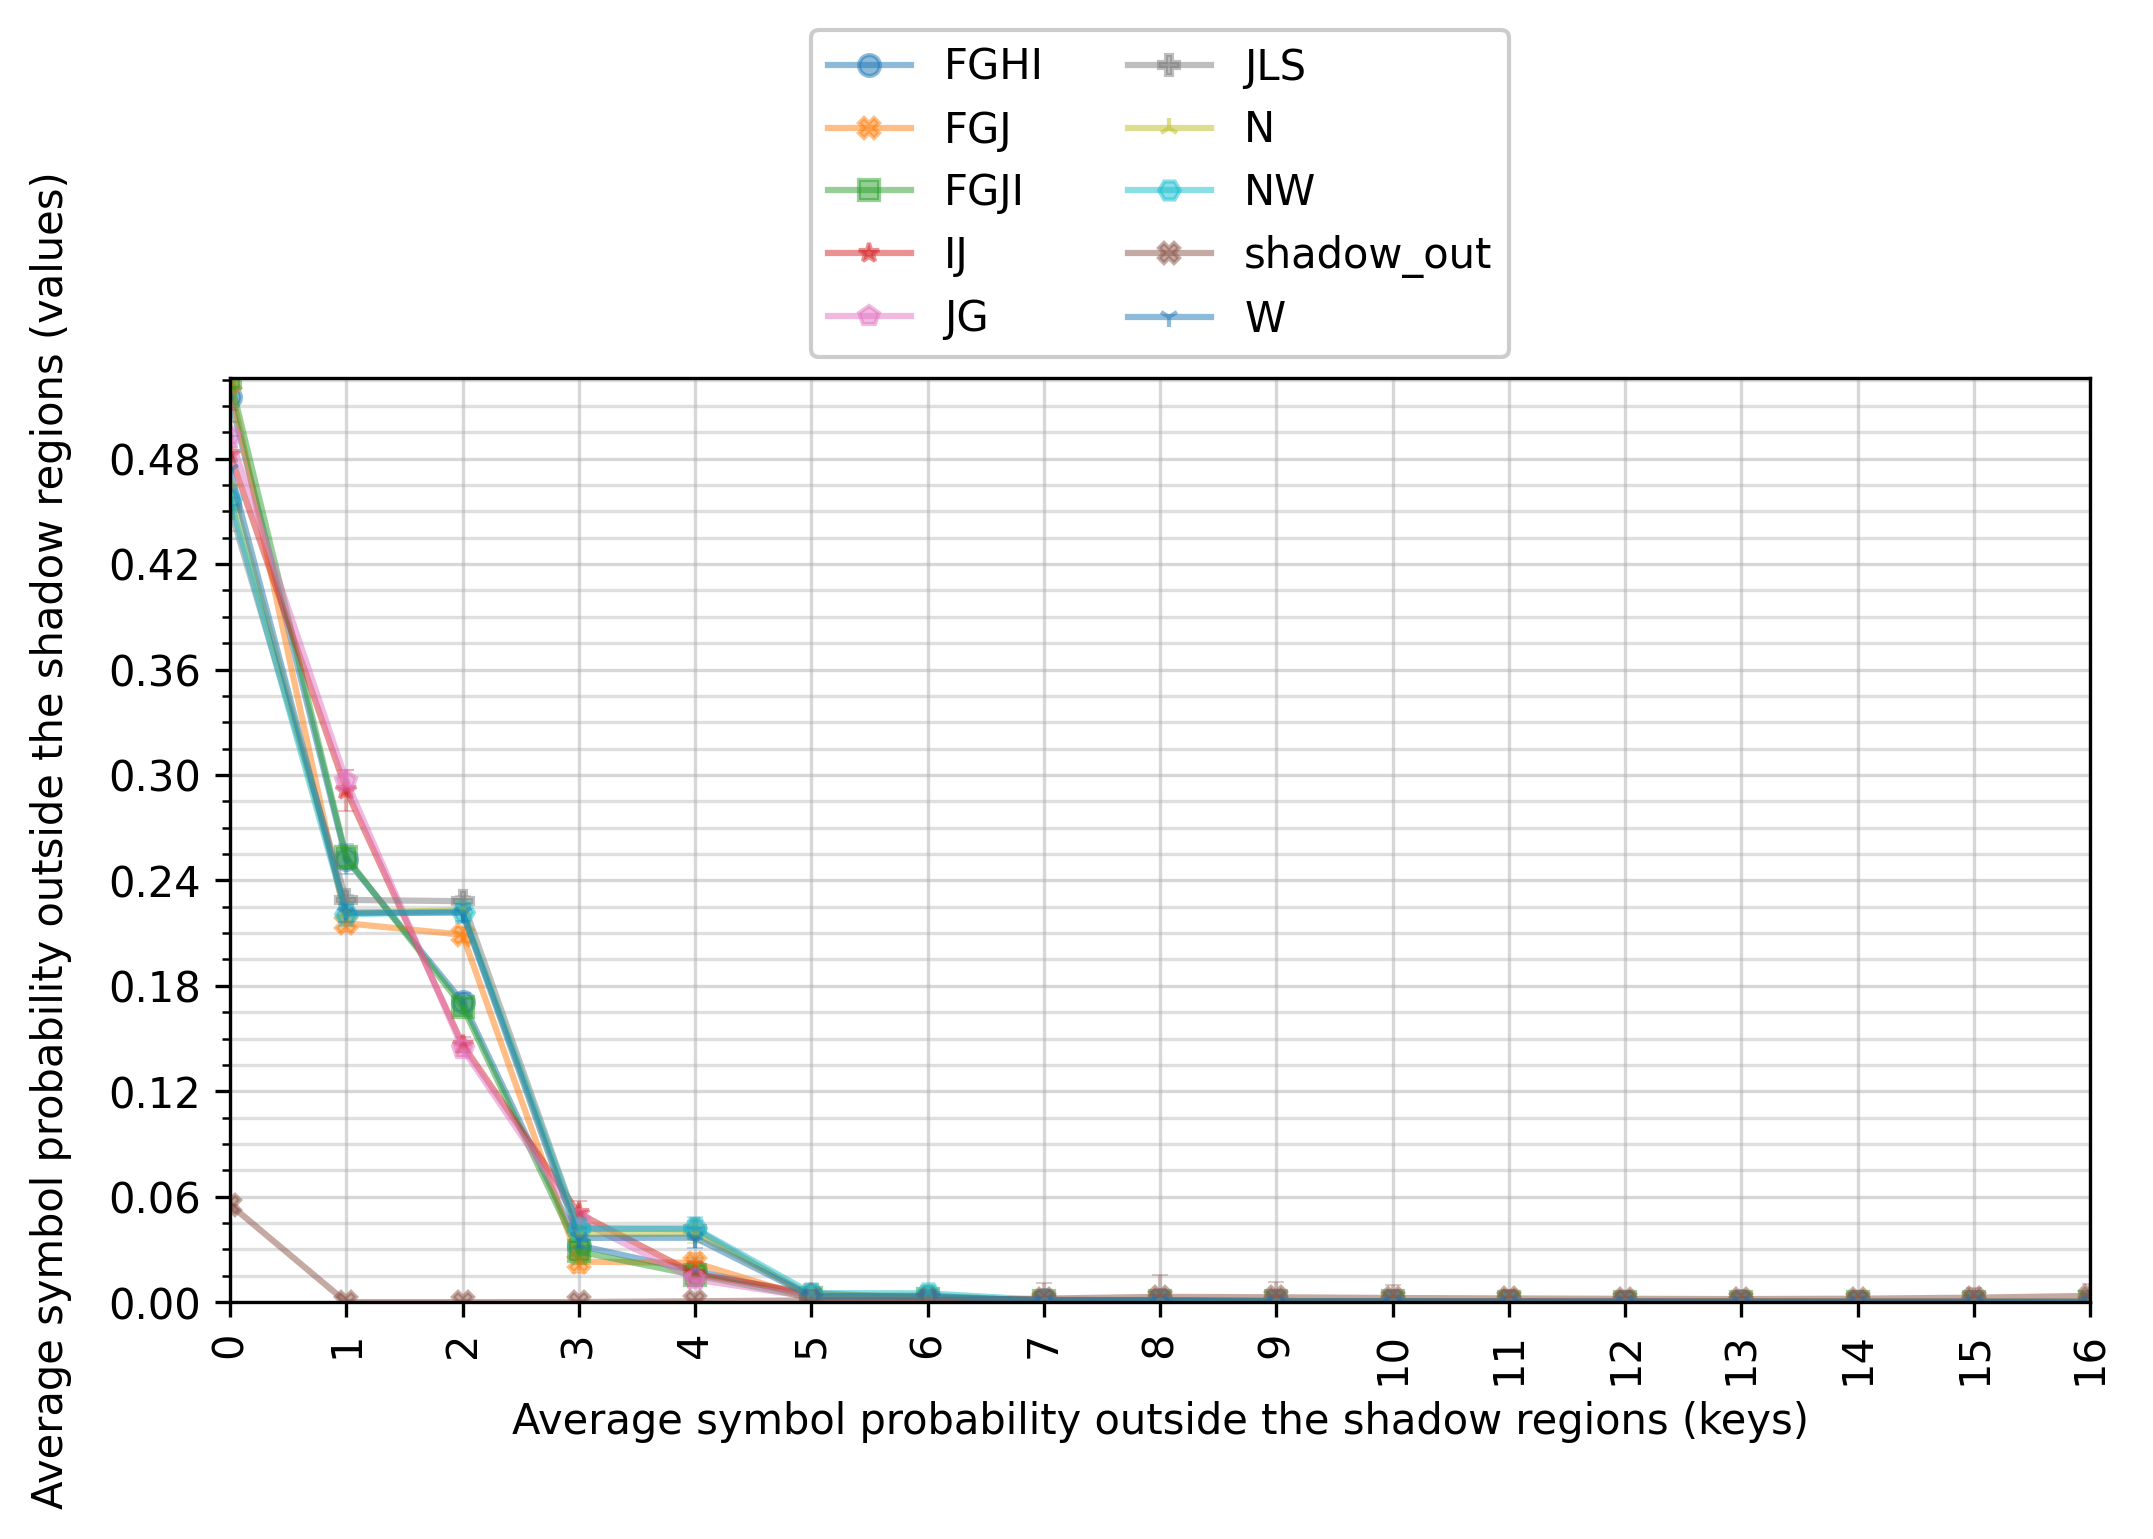 FGHI
FGJ
FGJI
IJ
JG
JLS
N
NW
shadow_out
W
Average symbol probability outside the shadow regions (values)
0.48
0.42
0.36
0.30
0.24
0.18
0.12
0.06
0.00
0 1 2 3 4 5 6 7 8 9 10 11 12 13 14 15 16
Average symbol probability outside the shadow regions (keys)